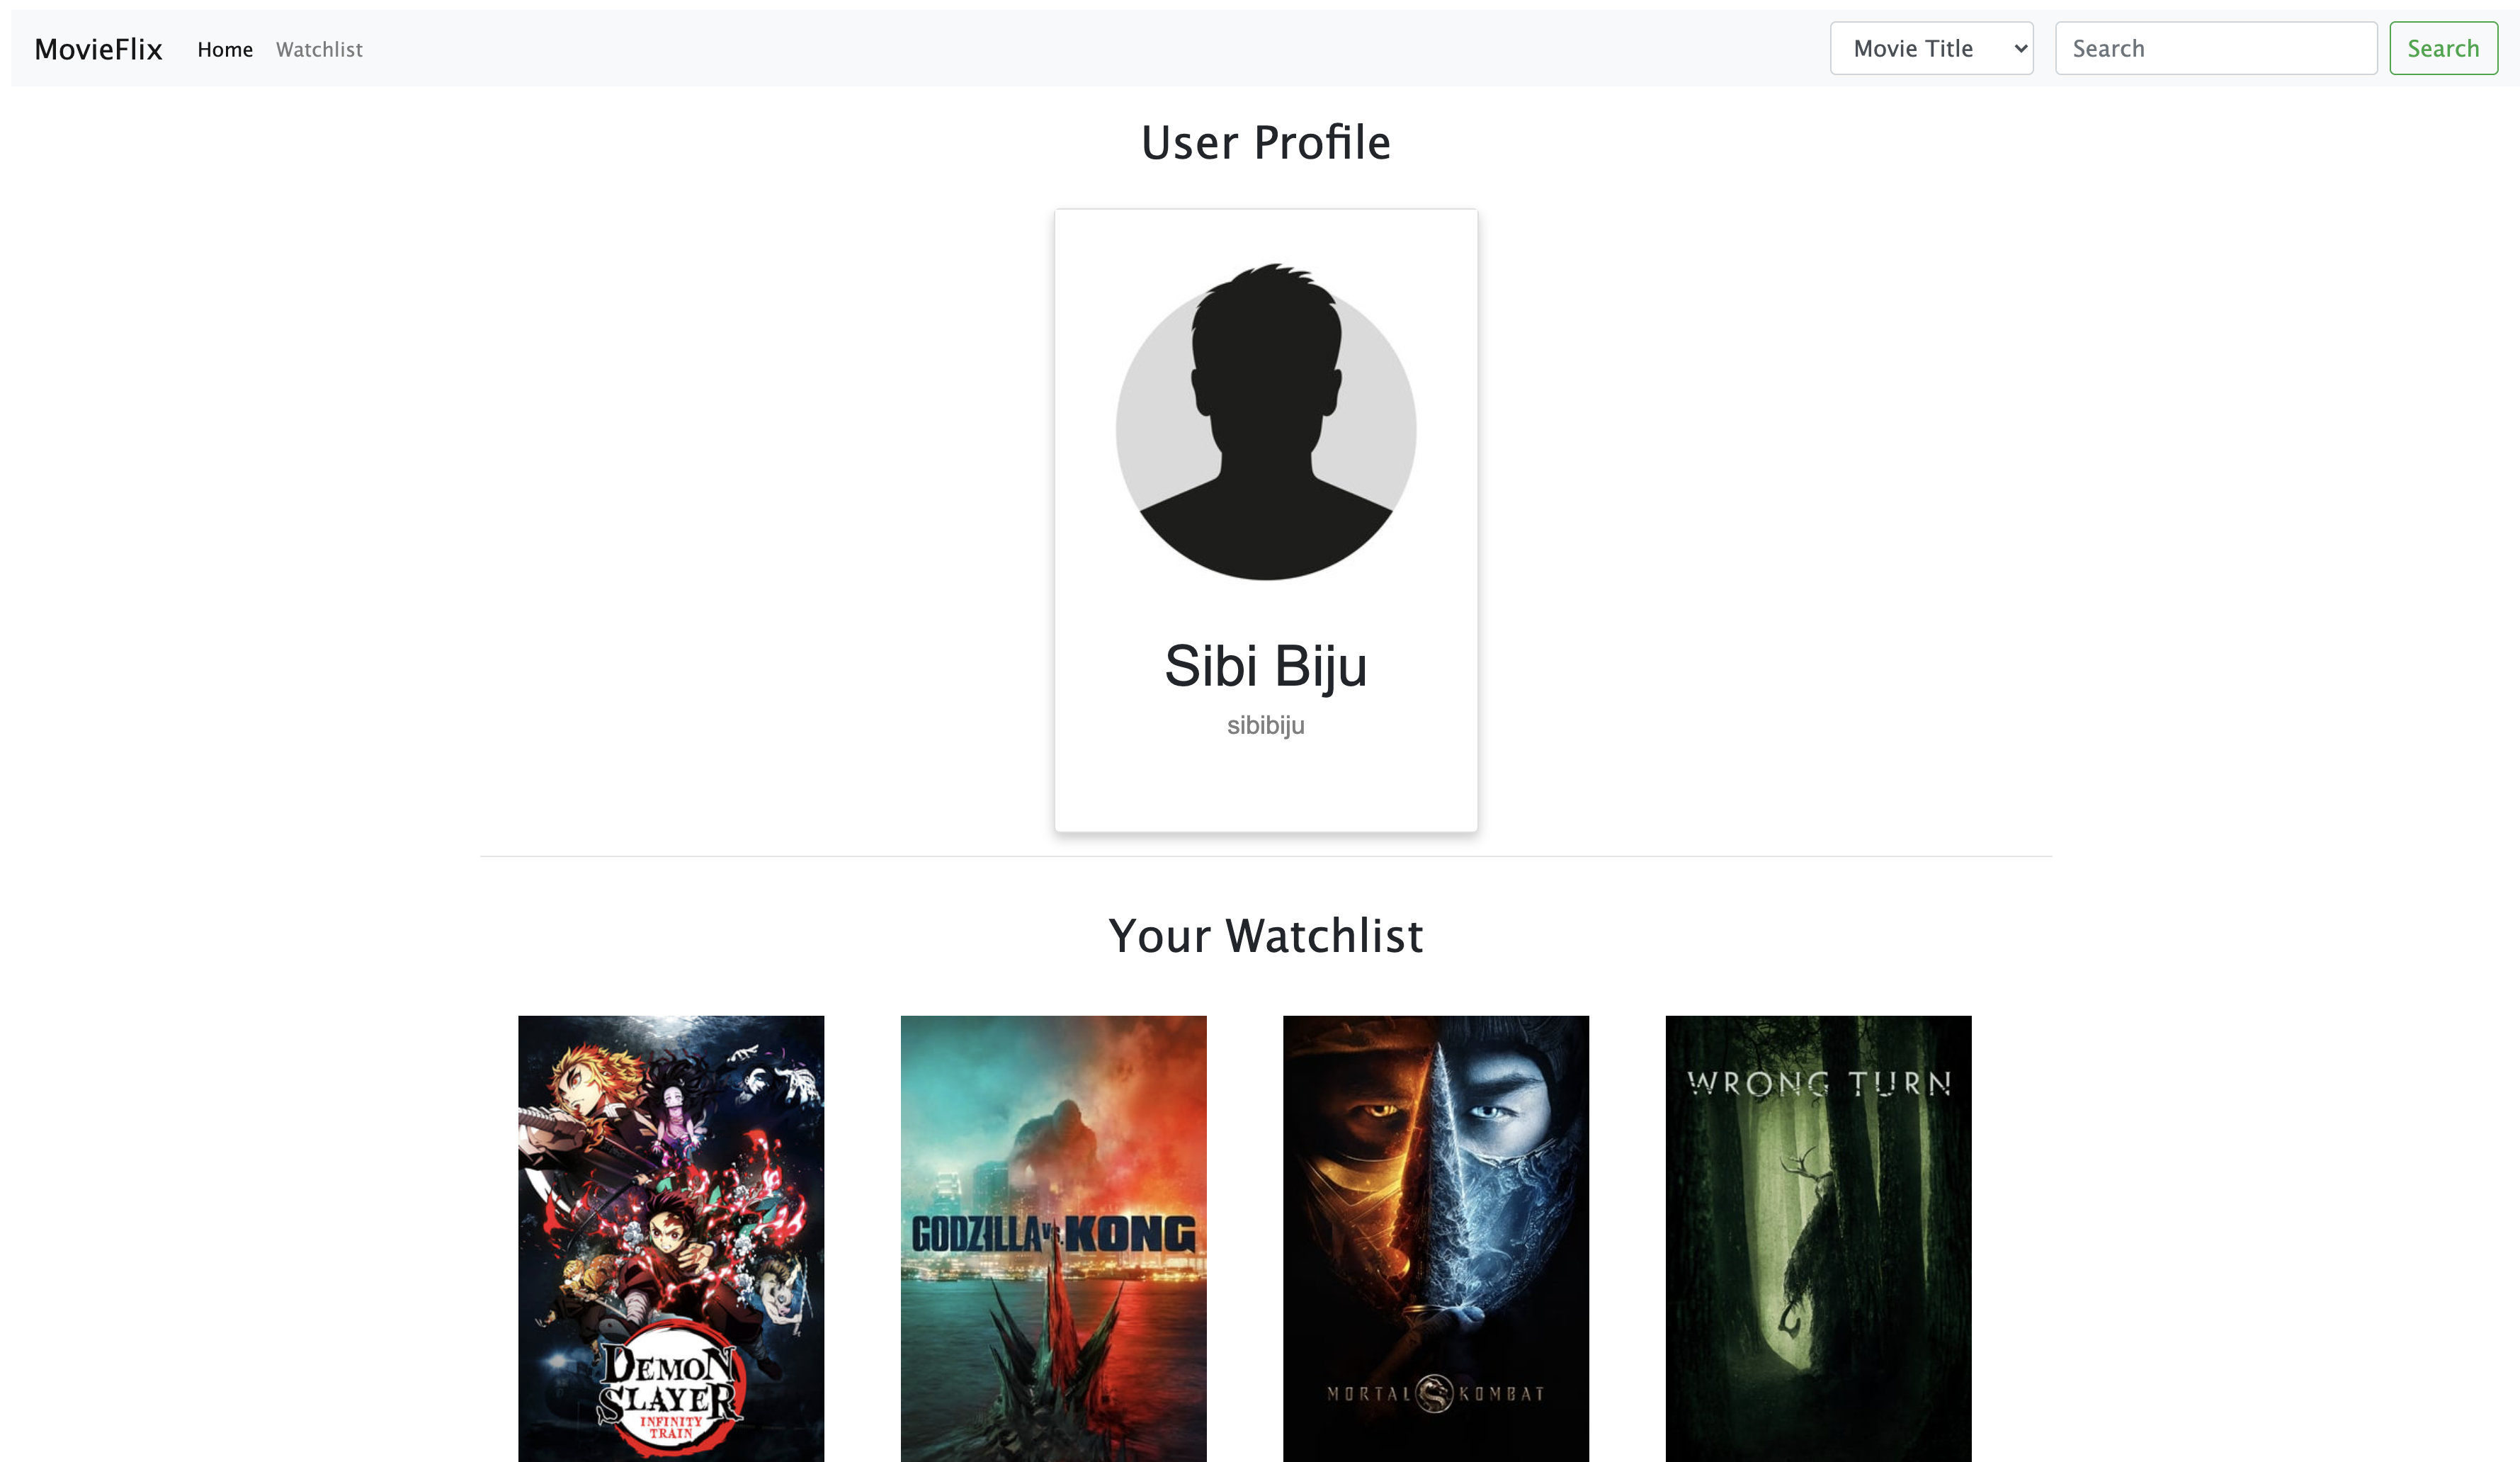 MovieFlix Home Watchlist Movie Title Search Search
User Profile
Sibi Biju
sibibiju
Your Watchlist
DEMON
SLAYER
INFINITY
TRAIN
GODZILLA vs. KONG
MORTAL KOMBAT
WRONG TURN